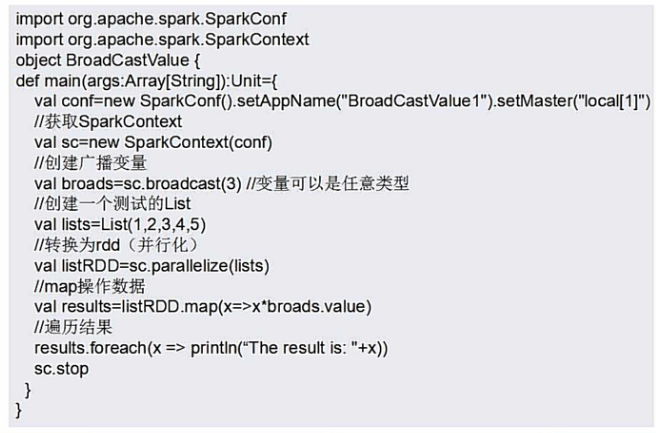 import org.apache.spark.SparkConf
import org.apache.spark.SparkContext
object BroadCastValue {
def main(args:Array[String]):Unit={
val conf=new SparkConf().setAppName("BroadCastValue1").setMaster("local[1]")
//获取SparkContext
val sc=new SparkContext(conf)
//创建广播变量
val broads=sc.broadcast(3) //变量可以是任意类型
//创建一个测试的List
val lists=List(1,2,3,4,5)
//转换为rdd（并行化）
val listRDD=sc.parallelize(lists)
//map操作数据
val results=listRDD.map(x=>x*broads.value)
//遍历结果
results.foreach(x => println(“The result is: "+x))
sc.stop
}
}